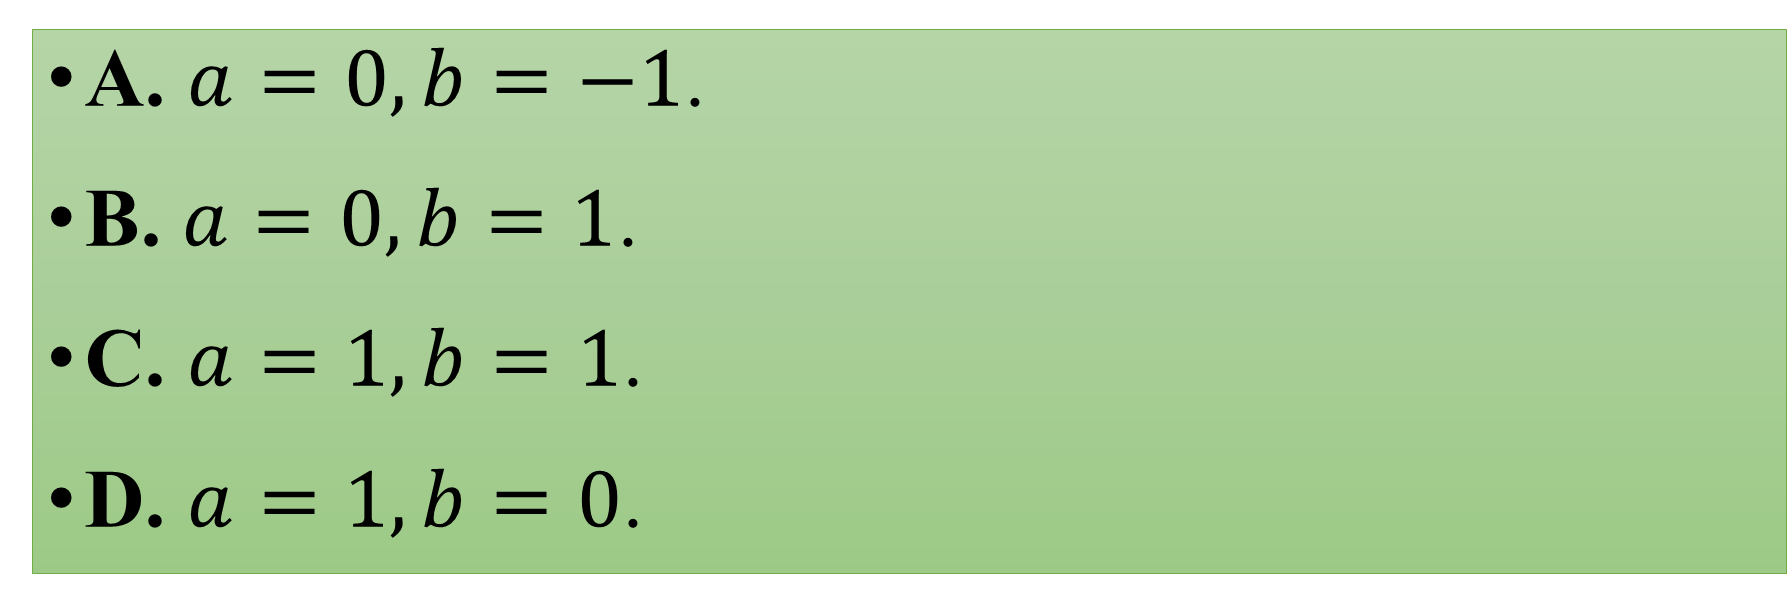 • A. a = 0, b = −1.
• B. a = 0, b = 1.
• C. a = 1, b = 1.
• D. a = 1, b = 0.